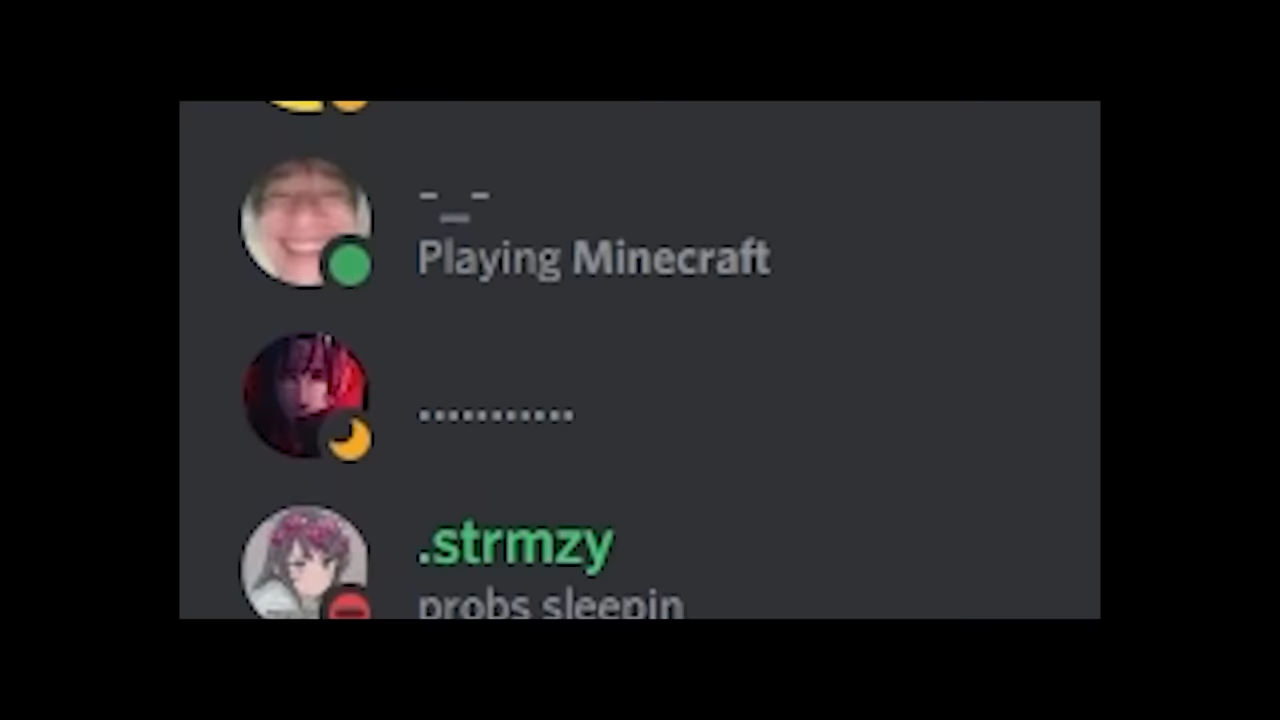 -_-
Playing Minecraft
...........
.strmzy
probs sleepin